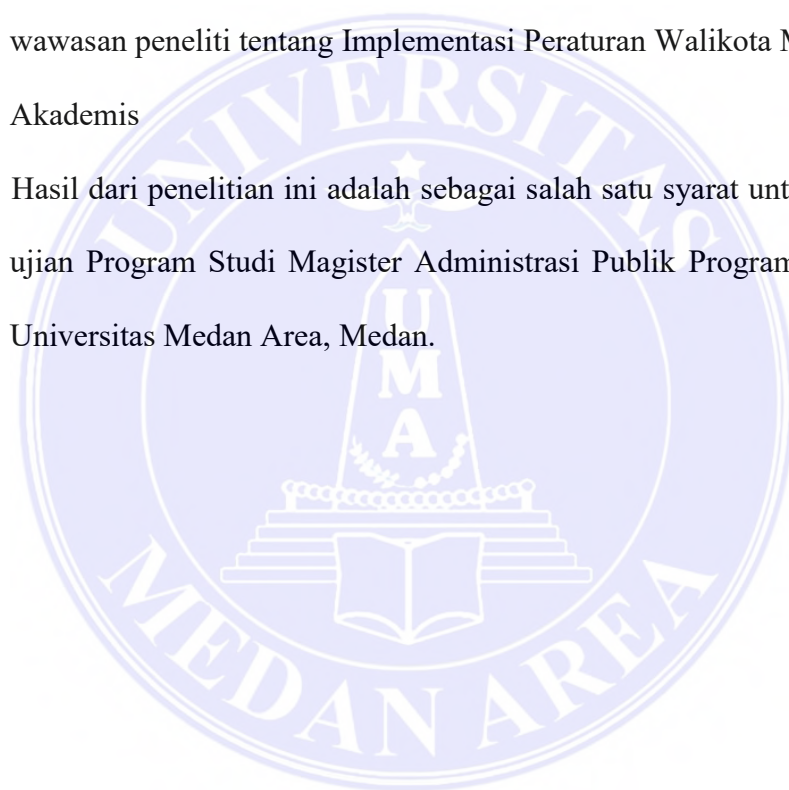 wawasan peneliti tentang Implementasi Peraturan Walikota
Akademis
Hasil dari penelitian ini adalah sebagai salah satu syarat
ujian Program Studi Magister Administrasi Publik Program
Universitas Medan Area, Medan.
UNIVERSITAS
U
M
A
MEDAN AREA